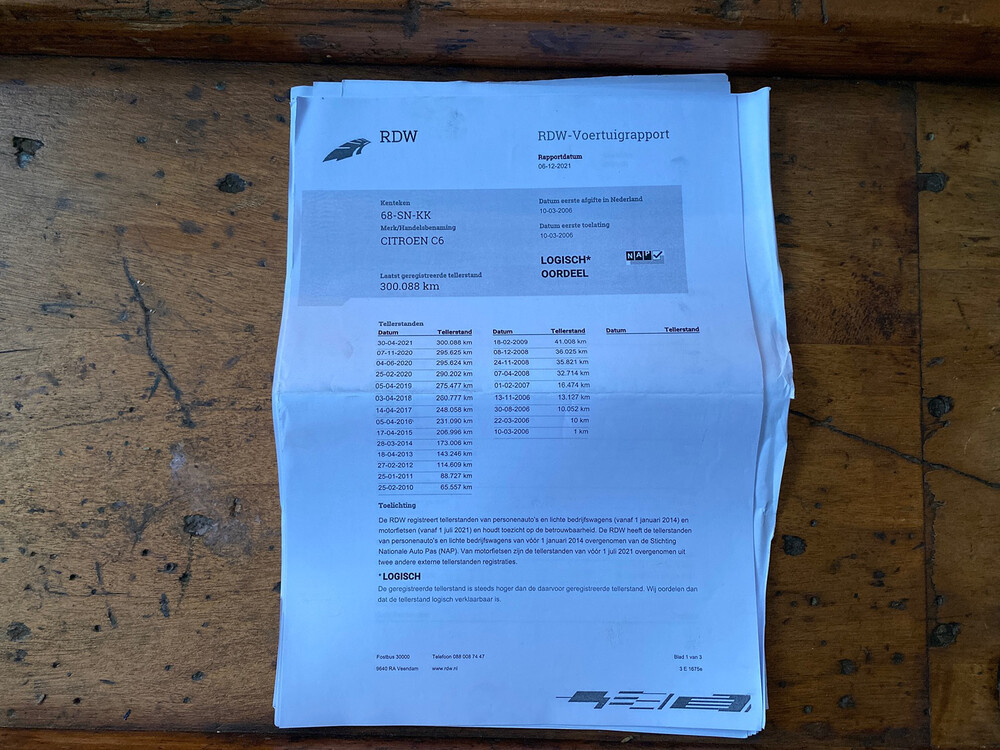 RDW
RDW-Voertuigrapport
Rapportdatum
06-12-2021
Kenteken
68-SN-KK
Merk/Handelsbenaming
CITROEN C6
Laatst geregistreerde tellerstand
300.088 km
Datum eerste afgifte in Nederland
10-03-2006
Datum eerste toelating
10-03-2006
LOGISCH*
OORDEEL
NAP
Tellerstanden
Datum Tellerstand Datum Tellerstand Datum Tellerstand
30-04-2021 300.088 km 18-02-2009 41.008 km
07-11-2020 295.625 km 08-12-2008 36.025 km
04-06-2020 295.624 km 24-11-2008 35.821 km
25-02-2020 290.202 km 07-04-2008 32.714 km
05-04-2019 275.477 km 01-02-2007 16.474 km
03-04-2018 260.777 km 13-11-2006 13.127 km
14-04-2017 248.058 km 30-08-2006 10.052 km
05-04-2016 231.090 km 22-03-2006 10 km
17-04-2015 206.996 km 10-03-2006 1 km
28-03-2014 173.006 km
18-04-2013 143.246 km
27-02-2012 114.609 km
25-01-2011 88.727 km
25-02-2010 65.557 km
Toelichting
De RDW registreert tellerstanden van personenauto's en lichte bedrijfswagens (vanaf 1 januari 2014) en
motorfietsen (vanaf 1 juli 2021) en houdt toezicht op de betrouwbaarheid. De RDW heeft de tellerstanden
van personenauto's en lichte bedrijfswagens van vóór 1 januari 2014 overgenomen van de Stichting
Nationale Auto Pas (NAP). Van motorfietsen zijn de tellerstanden van vóór 1 juli 2021 overgenomen uit
twee andere externe tellerstanden registraties.
*LOGISCH
De geregistreerde tellerstand is steeds hoger dan de daarvoor geregistreerde tellerstand. Wij oordelen dan
dat de tellerstand logisch verklaarbaar is.
Postbus 30000 Telefoon 088 008 74 47 Blad 1 van 3
9640 RA Veendam www.rdw.nl 3 E 1675e